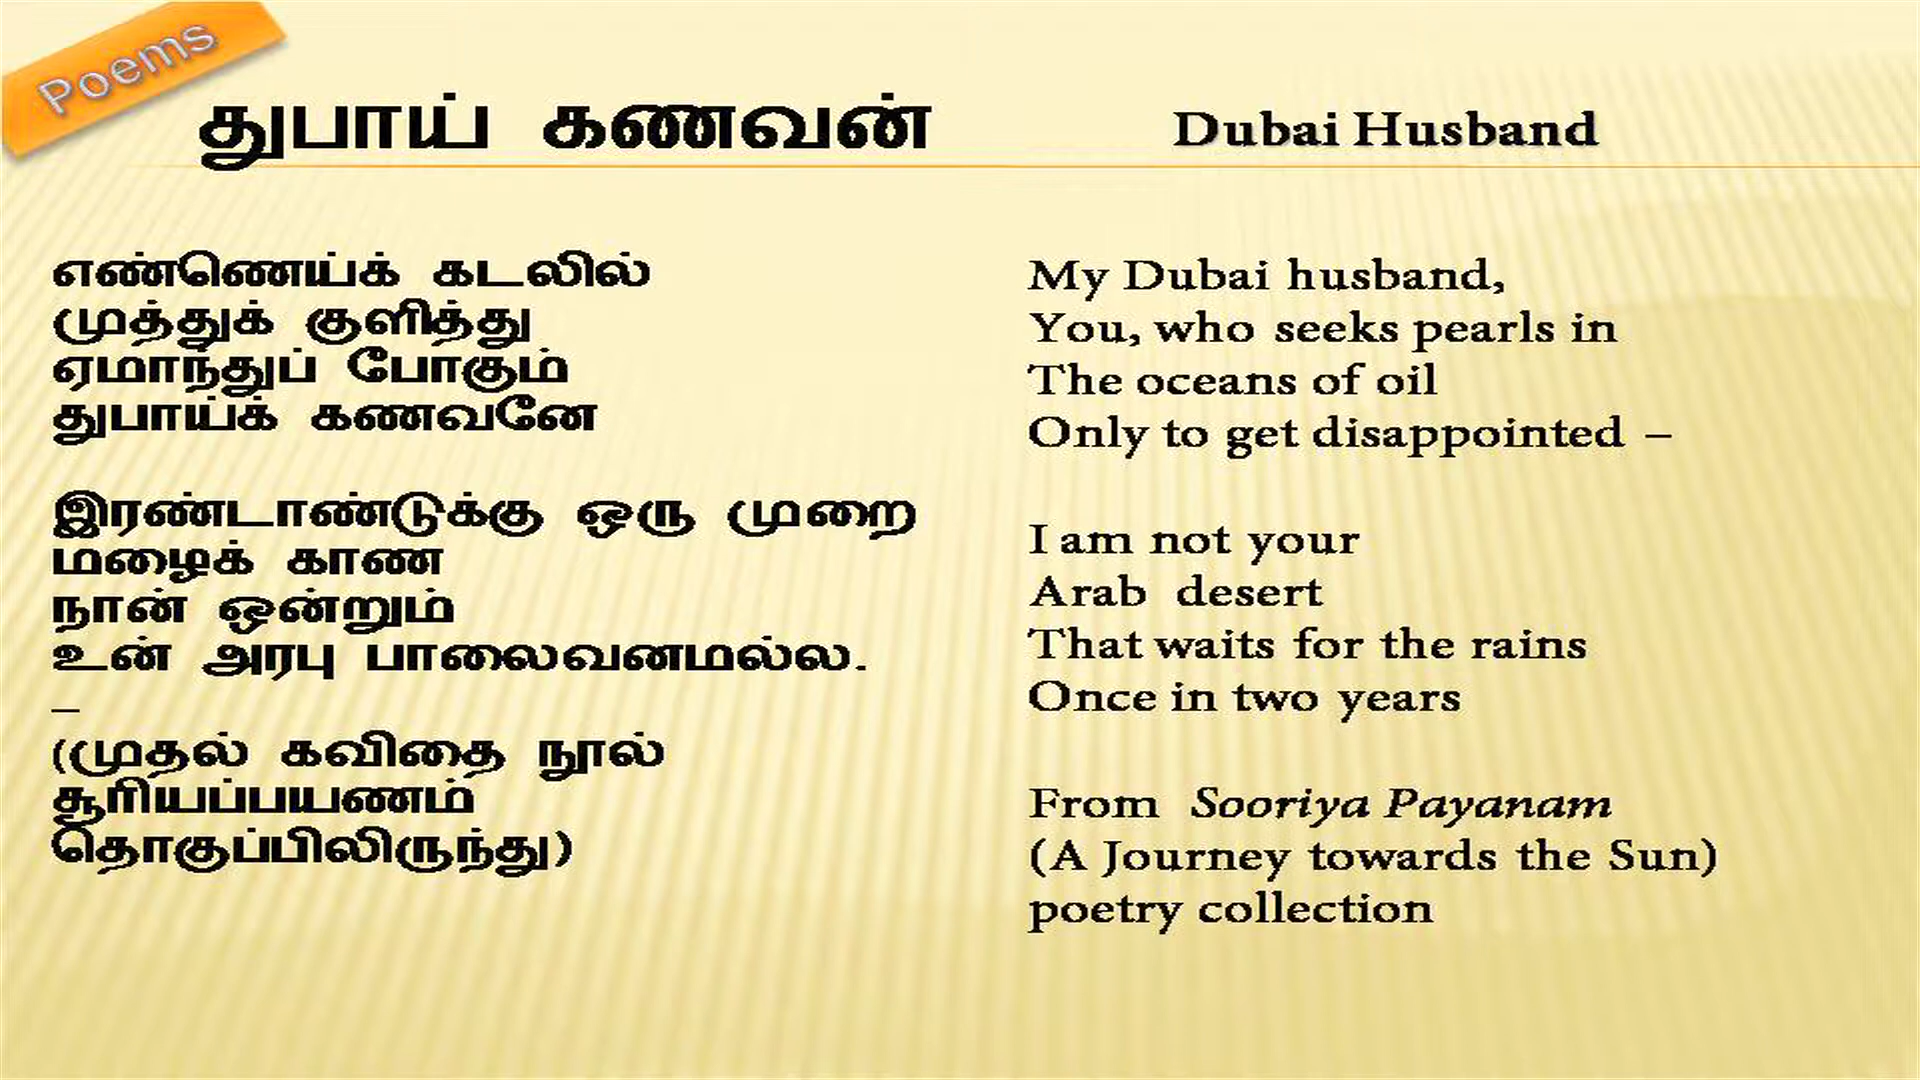 Poems
துபாய் கணவன்
எண்ணெய்க் கடலில்
முத்துக் குளித்து
ஏமாந்துப் போகும்
துபாய்க் கணவனே
இரண்டாண்டுக்கு ஒரு முறை
மழைக் காண
நான் ஒன்றும்
உன் அரபு பாலைவனமல்ல.
–
(முதல் கவிதை நூல்
சூரியப்பயணம்
தொகுப்பிலிருந்து)
Dubai Husband
My Dubai husband,
You, who seeks pearls in
The oceans of oil
Only to get disappointed –
I am not your
Arab desert
That waits for the rains
Once in two years
From Sooriya Payanam
(A Journey towards the Sun)
poetry collection